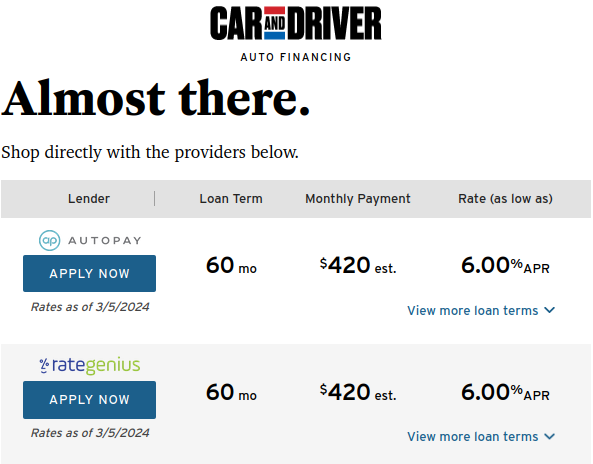 CAR AND DRIVER
AUTO FINANCING
Almost there.
Shop directly with the providers below.
Lender Loan Term Monthly Payment Rate (as low as)
ap AUTOPAY
APPLY NOW 60 mo $420 est. 6.00% APR
Rates as of 3/5/2024 View more loan terms
% rategenius
APPLY NOW 60 mo $420 est. 6.00% APR
Rates as of 3/5/2024 View more loan terms